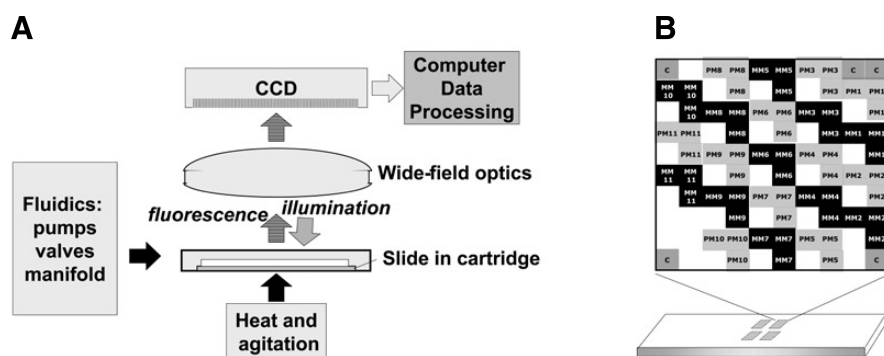 A
CCD
Computer
Data
Processing
Wide-field optics
fluorescence
illumination
Fluidics:
pumps
valves
manifold
Slide in cartridge
Heat and
agitation
B
C PM8 PM8 MM5 MM5 PM3 PM3 C C
MM 10 MM 10 PM8 MM5 PM3 PM1 PM1
MM 10 MM8 MM8 PM6 PM6 MM3 MM3 PM1
PM11 PM11 MM8 PM6 MM3 MM1 MM1
PM11 PM9 PM9 MM6 MM6 PM4 PM4 MM1
MM 11 MM 11 PM9 MM6 PM4 PM2 PM2
MM 11 MM9 MM9 PM7 PM7 MM4 MM4 PM2
MM9 PM7 MM4 MM2 MM2
PM10 PM10 MM7 MM7 PM5 PM5 MM2
C PM10 MM7 PM5 C